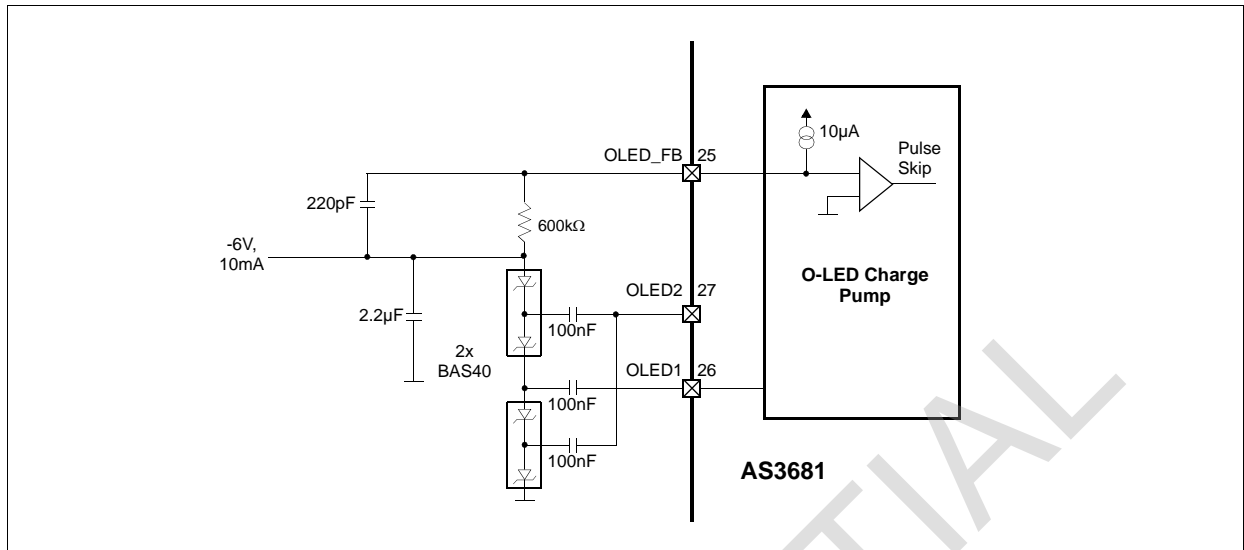 10µA
OLED_FB 25
Pulse
Skip
220pF
600kΩ
-6V,
10mA
O-LED Charge
Pump
OLED2 27
2.2µF
100nF
2x
BAS40
OLED1 26
100nF
100nF
AS3681
TIAL